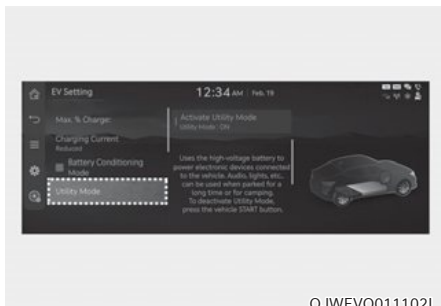 EV Setting
12:34 AM Feb. 19
Max. % Charge:
Charging Current
Reduced
Battery Conditioning
Mode
Utility Mode
Activate Utility Mode
Utility Mode : ON
Uses the high-voltage battery to
power electronic devices connected
to the vehicle. Audio, lights, etc.,
can be used when parked for a
long time or for camping.
To deactivate Utility Mode,
press the vehicle START button.